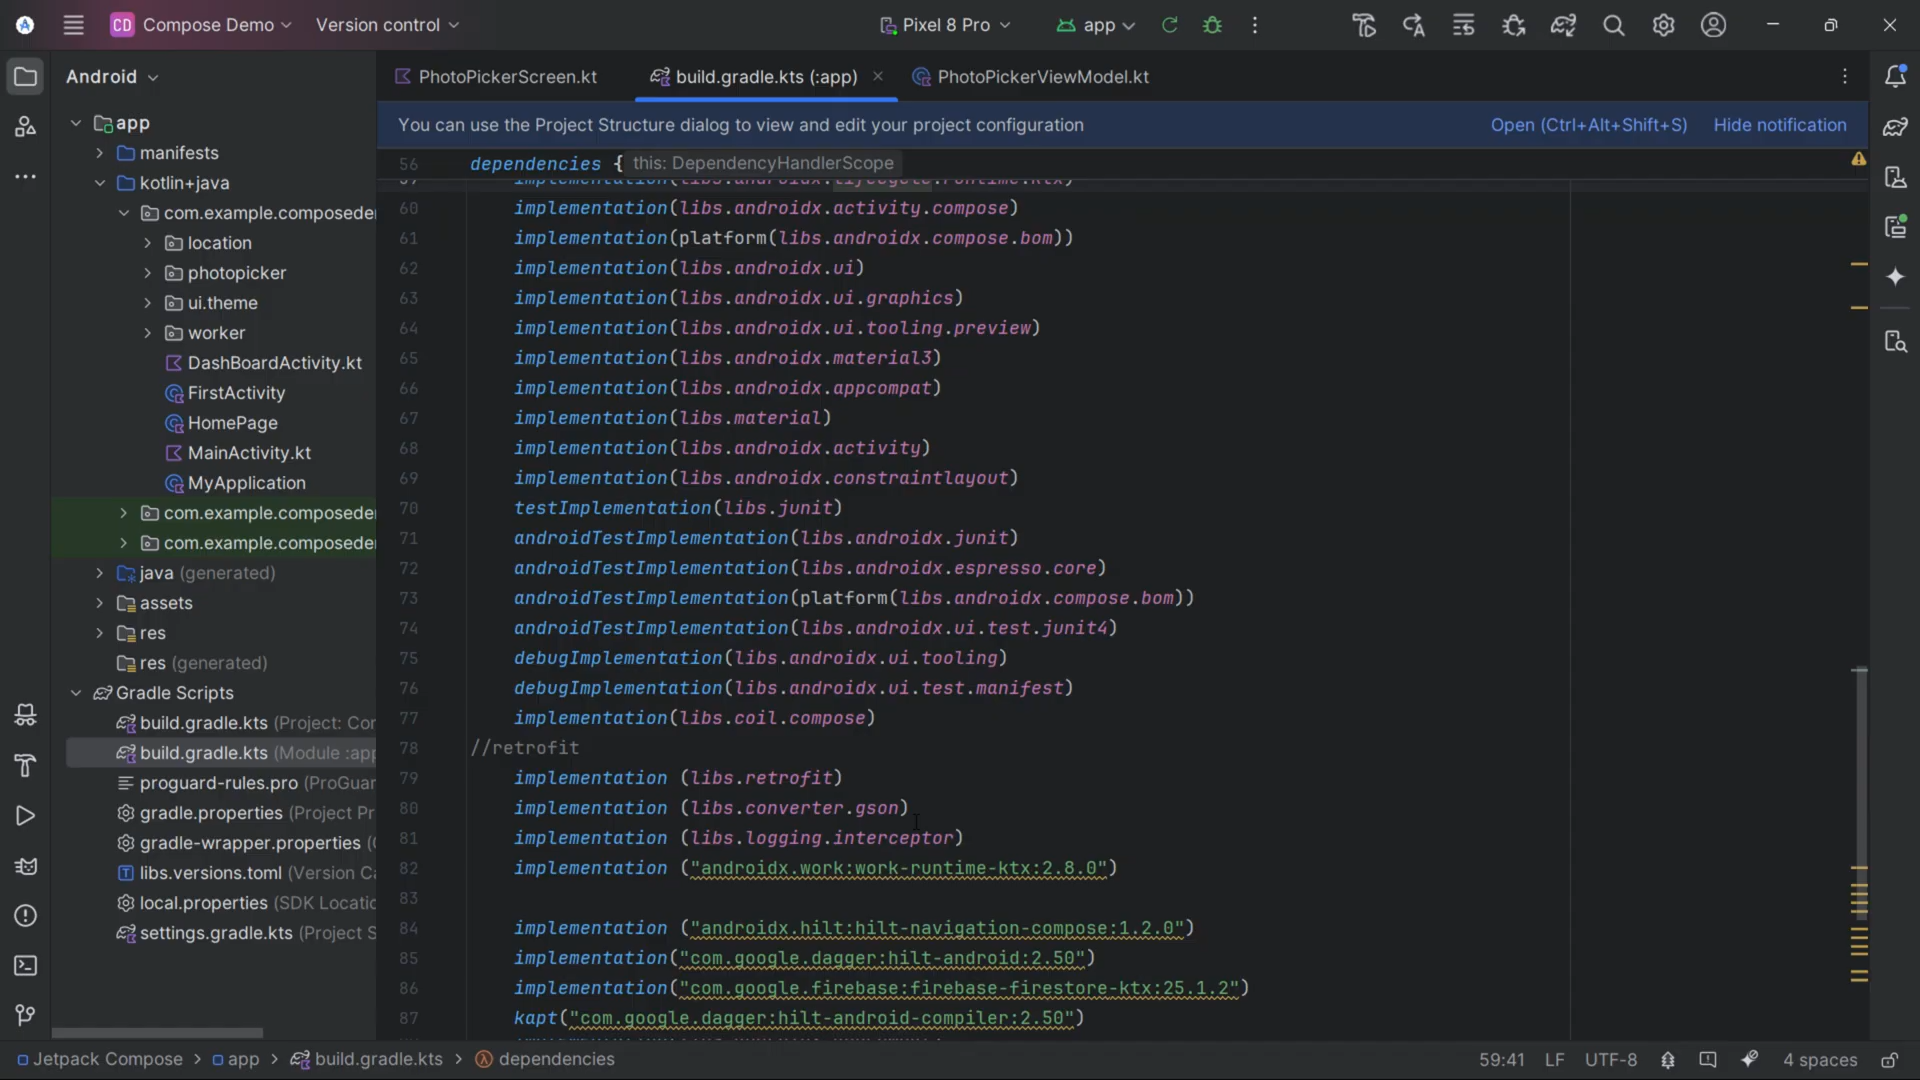 CD Compose Demo Version control Pixel 8 Pro app
Android
PhotoPickerScreen.kt build.gradle.kts (:app) PhotoPickerViewModel.kt
You can use the Project Structure dialog to view and edit your project configuration Open (Ctrl+Alt+Shift+S) Hide notification
app
manifests
kotlin+java
com.example.composeder
location
photopicker
ui.theme
worker
DashBoardActivity.kt
FirstActivity
HomePage
MainActivity.kt
MyApplication
com.example.composeder
com.example.composeder
java (generated)
assets
res
res (generated)
Gradle Scripts
build.gradle.kts (Project: Cor
build.gradle.kts (Module :app
proguard-rules.pro (ProGuar
gradle.properties (Project Pr
gradle-wrapper.properties (
libs.versions.toml (Version Ca
local.properties (SDK Locatio
settings.gradle.kts (Project S
56 dependencies { this: DependencyHandlerScope
59 implementation(libs.androidx.lifecycle.runtime.ktx)
60 implementation(libs.androidx.activity.compose)
61 implementation(platform(libs.androidx.compose.bom))
62 implementation(libs.androidx.ui)
63 implementation(libs.androidx.ui.graphics)
64 implementation(libs.androidx.ui.tooling.preview)
65 implementation(libs.androidx.material3)
66 implementation(libs.androidx.appcompat)
67 implementation(libs.material)
68 implementation(libs.androidx.activity)
69 implementation(libs.androidx.constraintlayout)
70 testImplementation(libs.junit)
71 androidTestImplementation(libs.androidx.junit)
72 androidTestImplementation(libs.androidx.espresso.core)
73 androidTestImplementation(platform(libs.androidx.compose.bom))
74 androidTestImplementation(libs.androidx.ui.test.junit4)
75 debugImplementation(libs.androidx.ui.tooling)
76 debugImplementation(libs.androidx.ui.test.manifest)
77 implementation(libs.coil.compose)
78 //retrofit
79 implementation (libs.retrofit)
80 implementation (libs.converter.gson)
81 implementation (libs.logging.interceptor)
82 implementation ("androidx.work:work-runtime-ktx:2.8.0")
83
84 implementation ("androidx.hilt:hilt-navigation-compose:1.2.0")
85 implementation("com.google.dagger:hilt-android:2.50")
86 implementation("com.google.firebase:firebase-firestore-ktx:25.1.2")
87 kapt("com.google.dagger:hilt-android-compiler:2.50")
Jetpack Compose > app > build.gradle.kts > dependencies 59:41 LF UTF-8 4 spaces